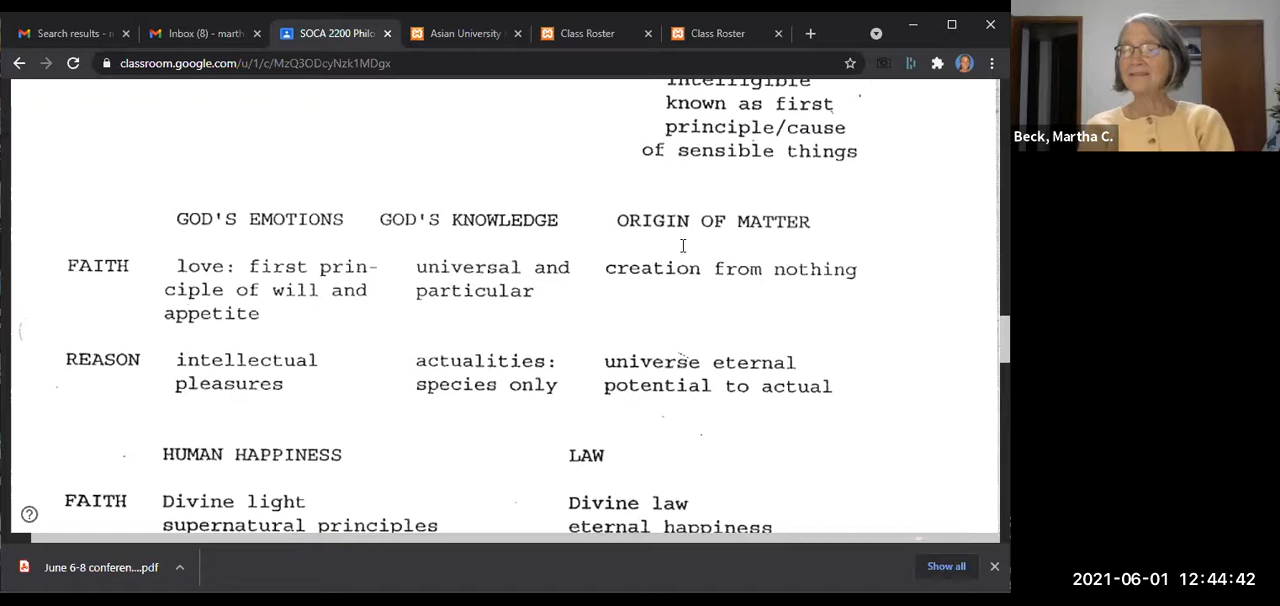 Search results - n
Inbox (8) - marth
SOCA 2200 Philo
Asian University
Class Roster
Class Roster
classroom.google.com/u/1/c/MzQ3ODcyNzk1MDgx
intelligible
known as first
principle/cause
of sensible things
GOD'S EMOTIONS GOD'S KNOWLEDGE ORIGIN OF MATTER
FAITH love: first prin- universal and creation from nothing
ciple of will and particular
appetite
REASON intellectual actualities: universe eternal
pleasures species only potential to actual
HUMAN HAPPINESS LAW
FAITH Divine light Divine law
supernatural principles eternal happiness
June 6-8 conferen....pdf
Show all
Beck, Martha C.
2021-06-01 12:44:42